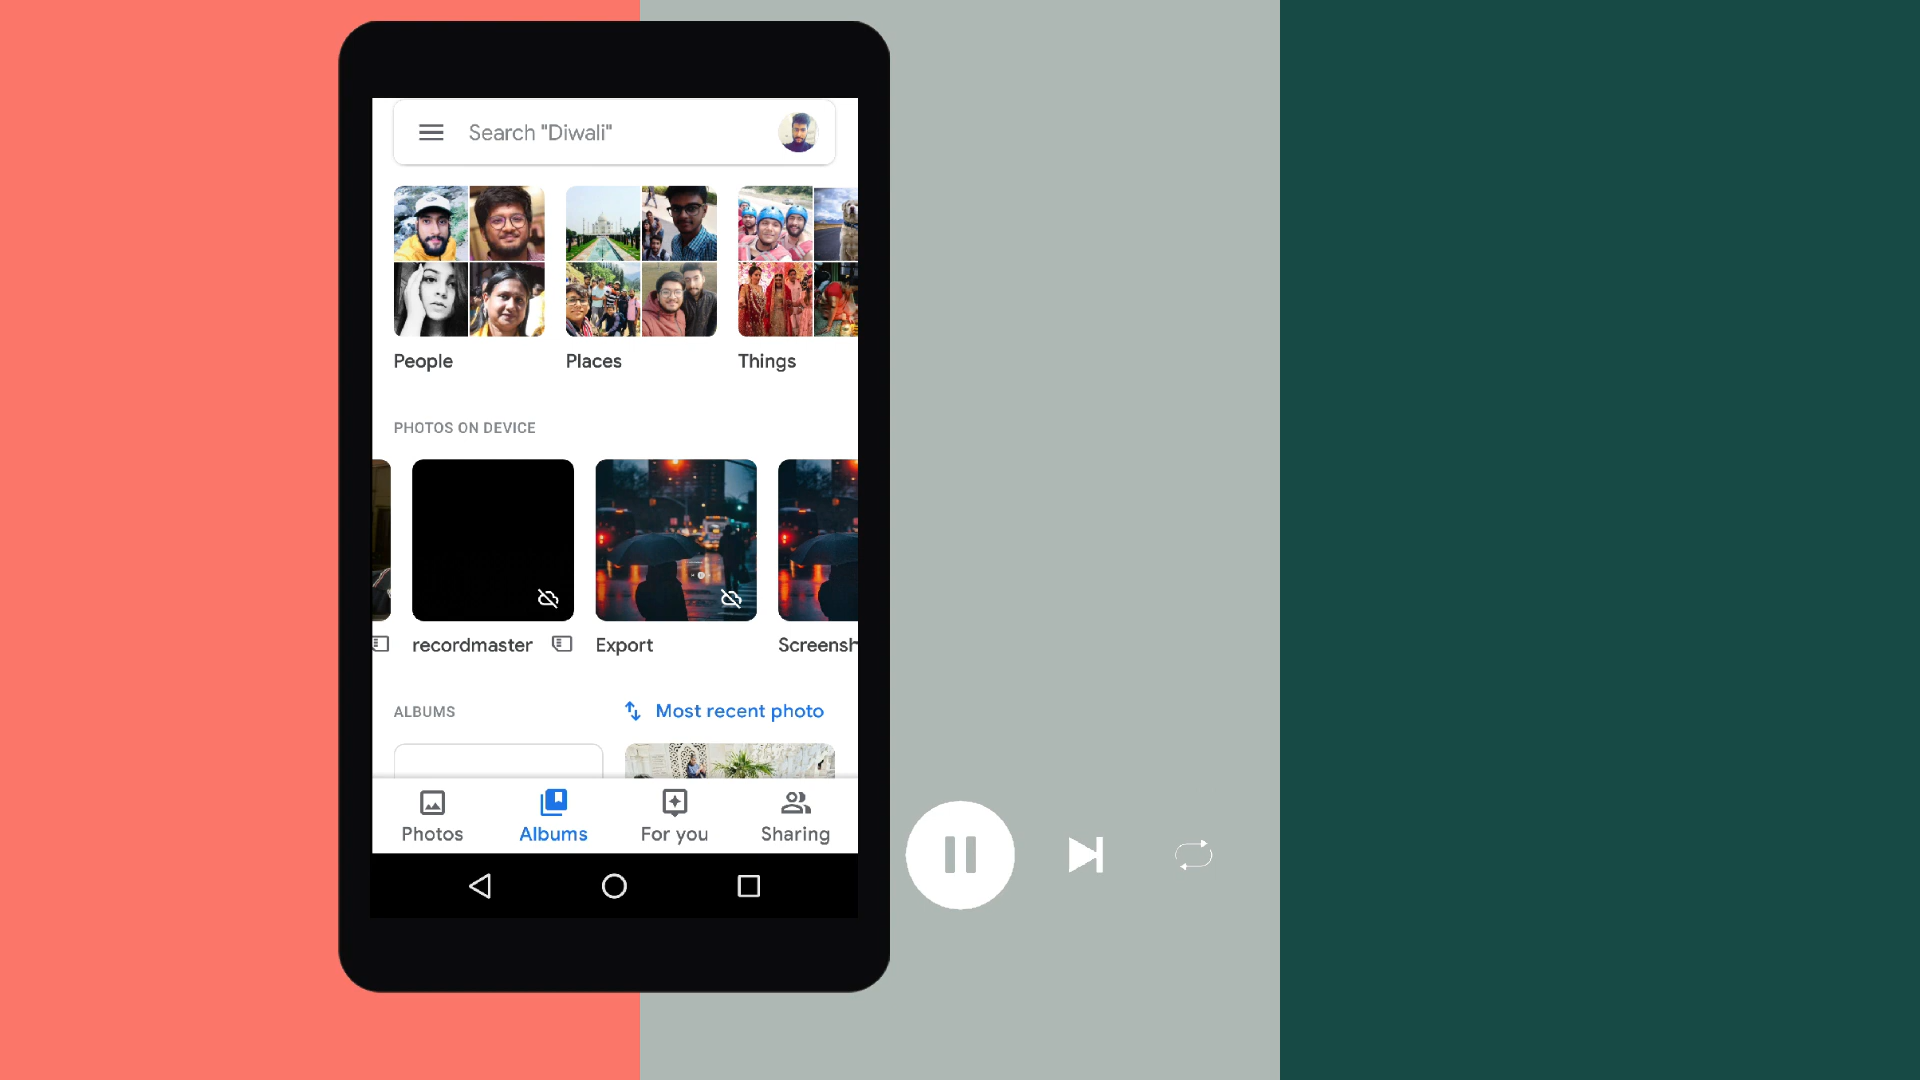 Search "Diwali"
People
Places
Things
PHOTOS ON DEVICE
recordmaster
Export
Screensh
ALBUMS
Most recent photo
Photos
Albums
For you
Sharing